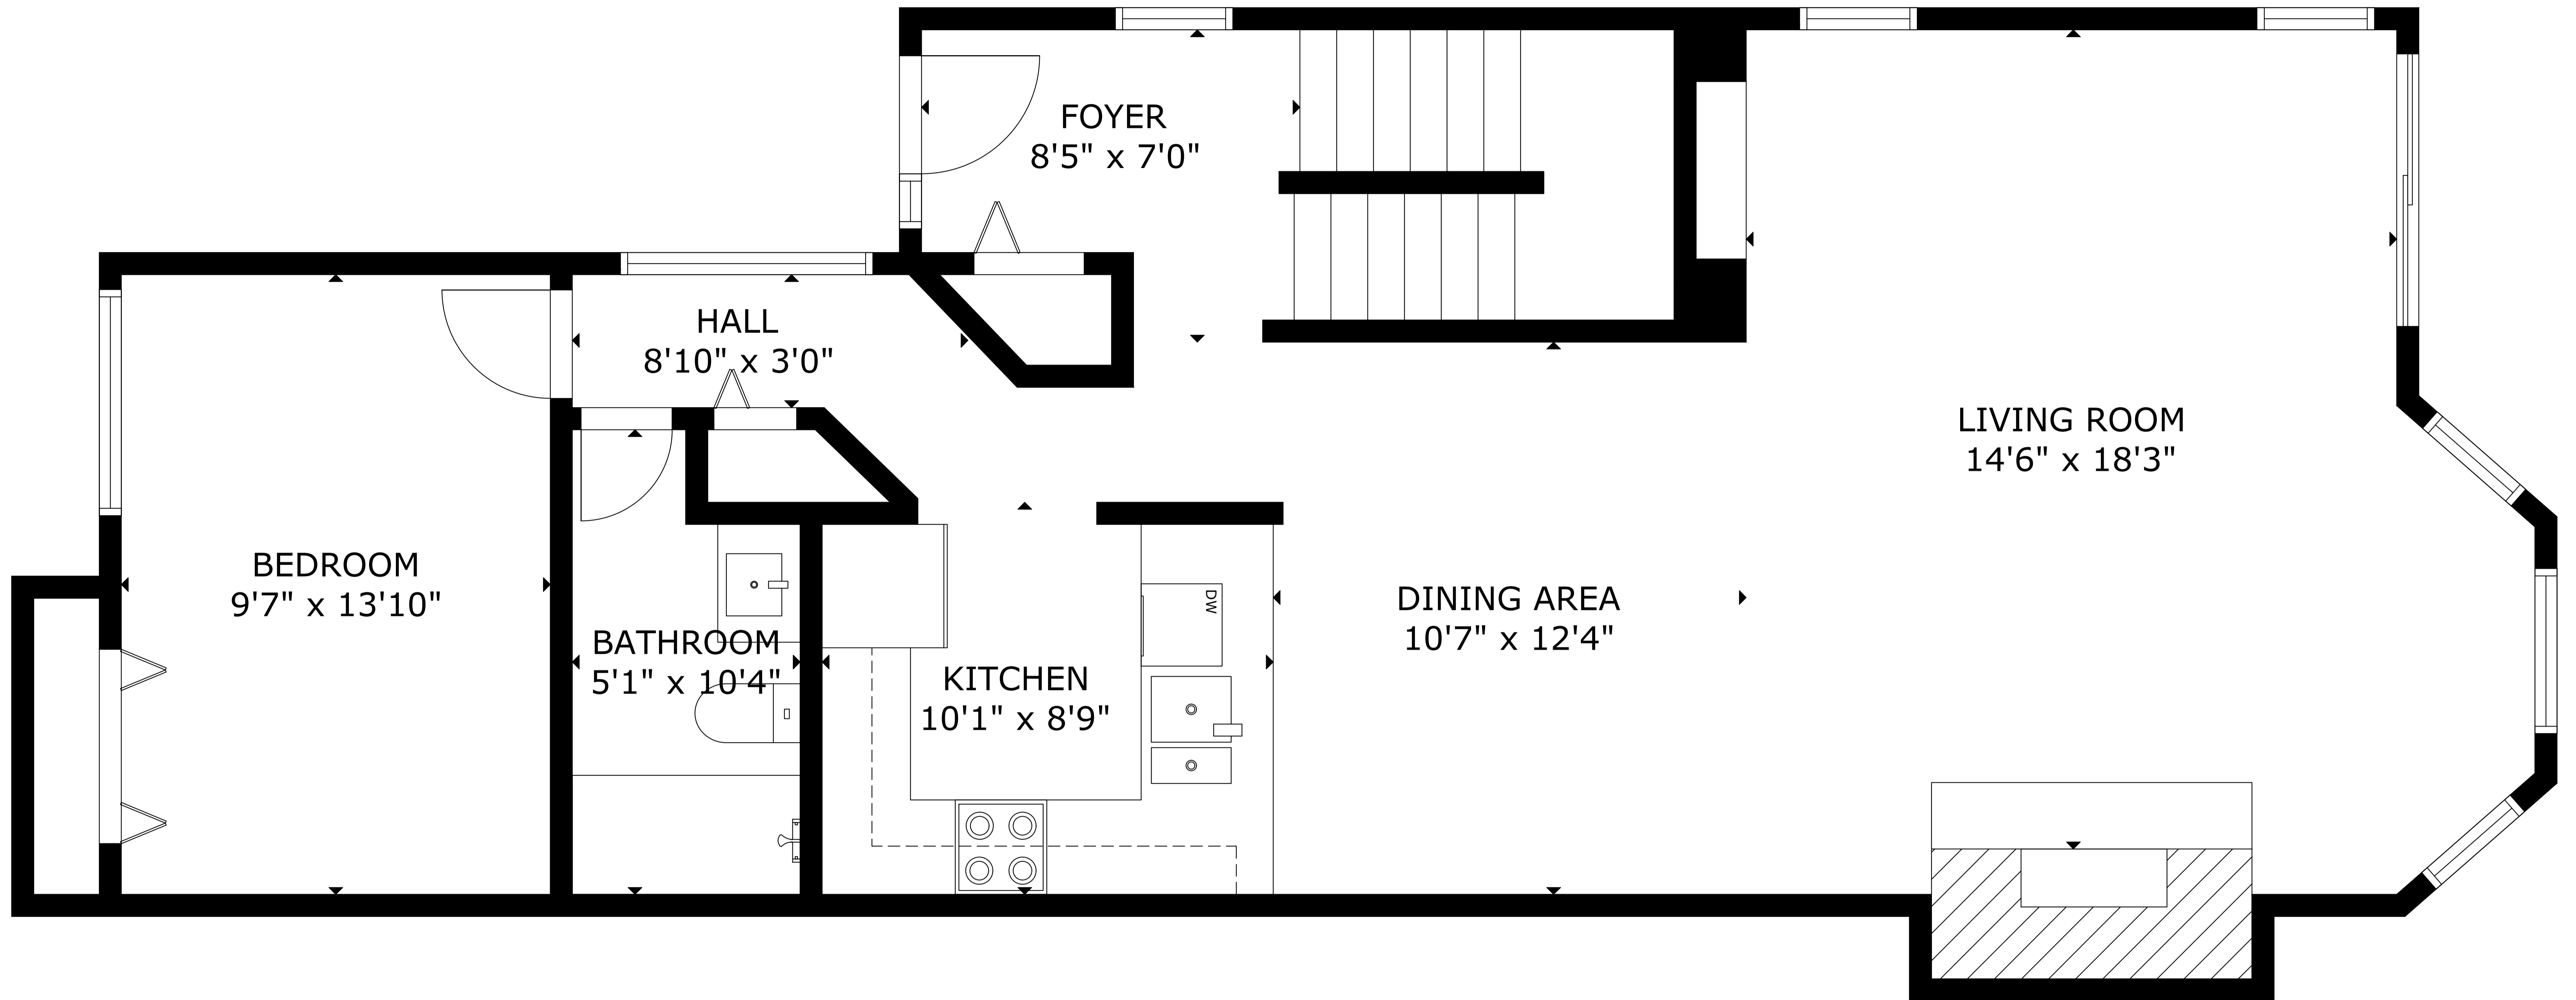 FOYER
8'5" x 7'0"
HALL
8'10" x 3'0"
LIVING ROOM
14'6" x 18'3"
BEDROOM
9'7" x 13'10"
DW
DINING AREA
10'7" x 12'4"
BATHROOM
5'1" x 10'4"
KITCHEN
10'1" x 8'9"